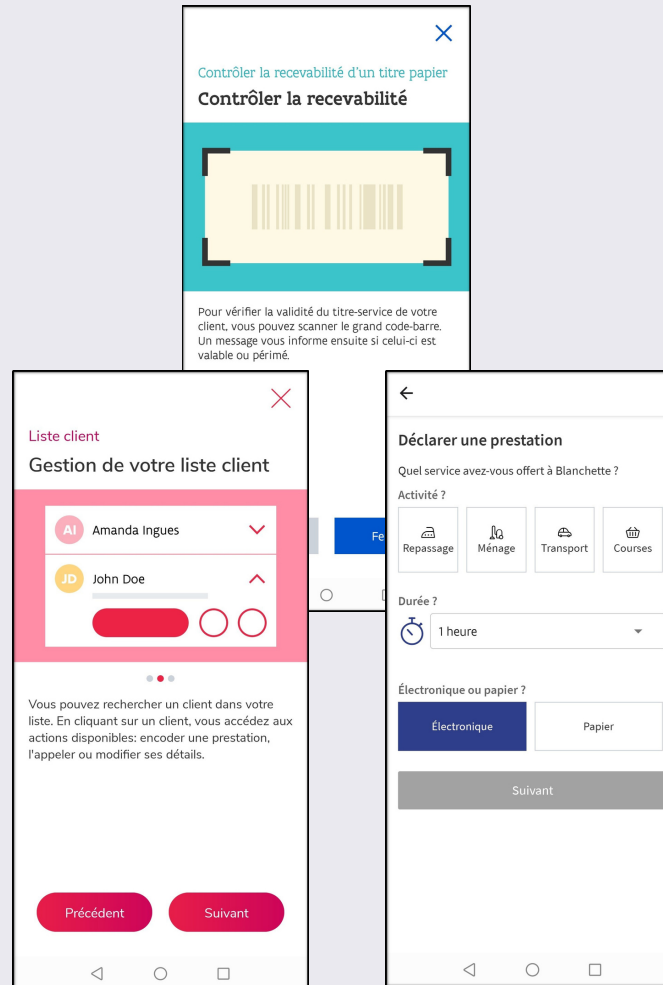 Contrôler la recevabilité d'un titre papier
Contrôler la recevabilité
Pour vérifier la validité du titre-service de votre
client, vous pouvez scanner le grand code-barre.
Un message vous informe ensuite si celui-ci est
valable ou périmé.
Fe
Liste client
Gestion de votre liste client
AI Amanda Ingues
JD John Doe
Vous pouvez rechercher un client dans votre
liste. En cliquant sur un client, vous accédez aux
actions disponibles: encoder une prestation,
l'appeler ou modifier ses détails.
Précédent Suivant
Déclarer une prestation
Quel service avez-vous offert à Blanchette ?
Activité ?
Repassage Ménage Transport Courses
Durée ?
1 heure
Électronique ou papier ?
Électronique Papier
Suivant